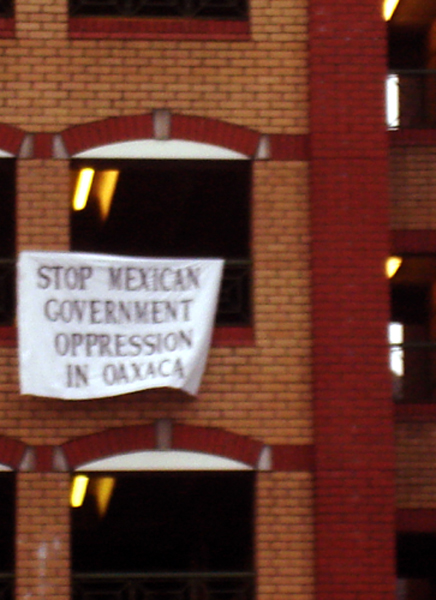 STOP MEXICAN
GOVERNMENT
OPPRESSION
IN OAXACA